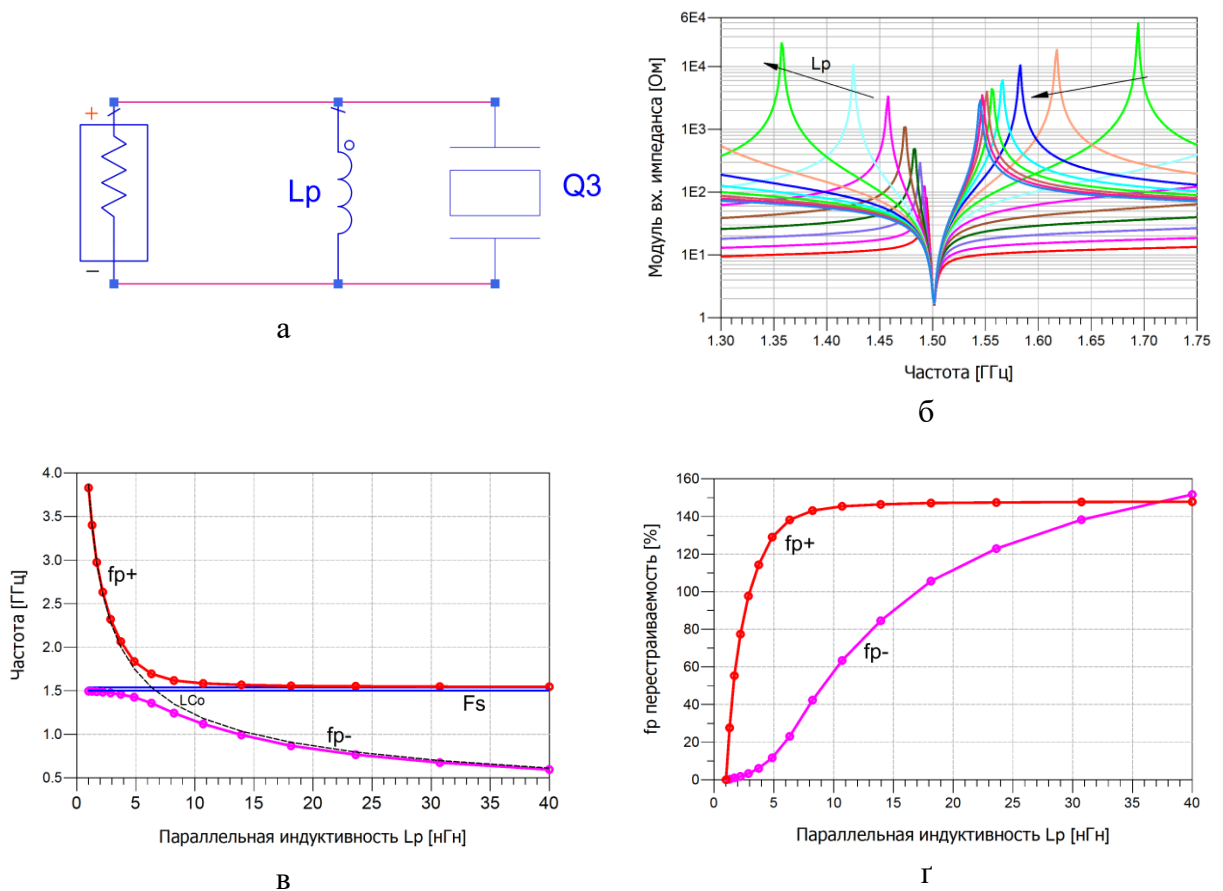 +
Lp
Q3
−
а
6E4
1E4
1E3
1E2
1E1
1
Модуль вх. импеданса [Ом]
Lp
1.30 1.35 1.40 1.45 1.50 1.55 1.60 1.65 1.70 1.75
Частота [ГГц]
б
4.0
3.5
3.0
2.5
2.0
1.5
1.0
0.5
Частота [ГГц]
fp+
LCo
Fs
fp-
0 5 10 15 20 25 30 35 40
Параллельная индуктивность Lp [нГн]
в
160
140
120
100
80
60
40
20
0
fp перестраиваемость [%]
fp+
fp-
0 5 10 15 20 25 30 35 40
Параллельная индуктивность Lp [нГн]
ґ